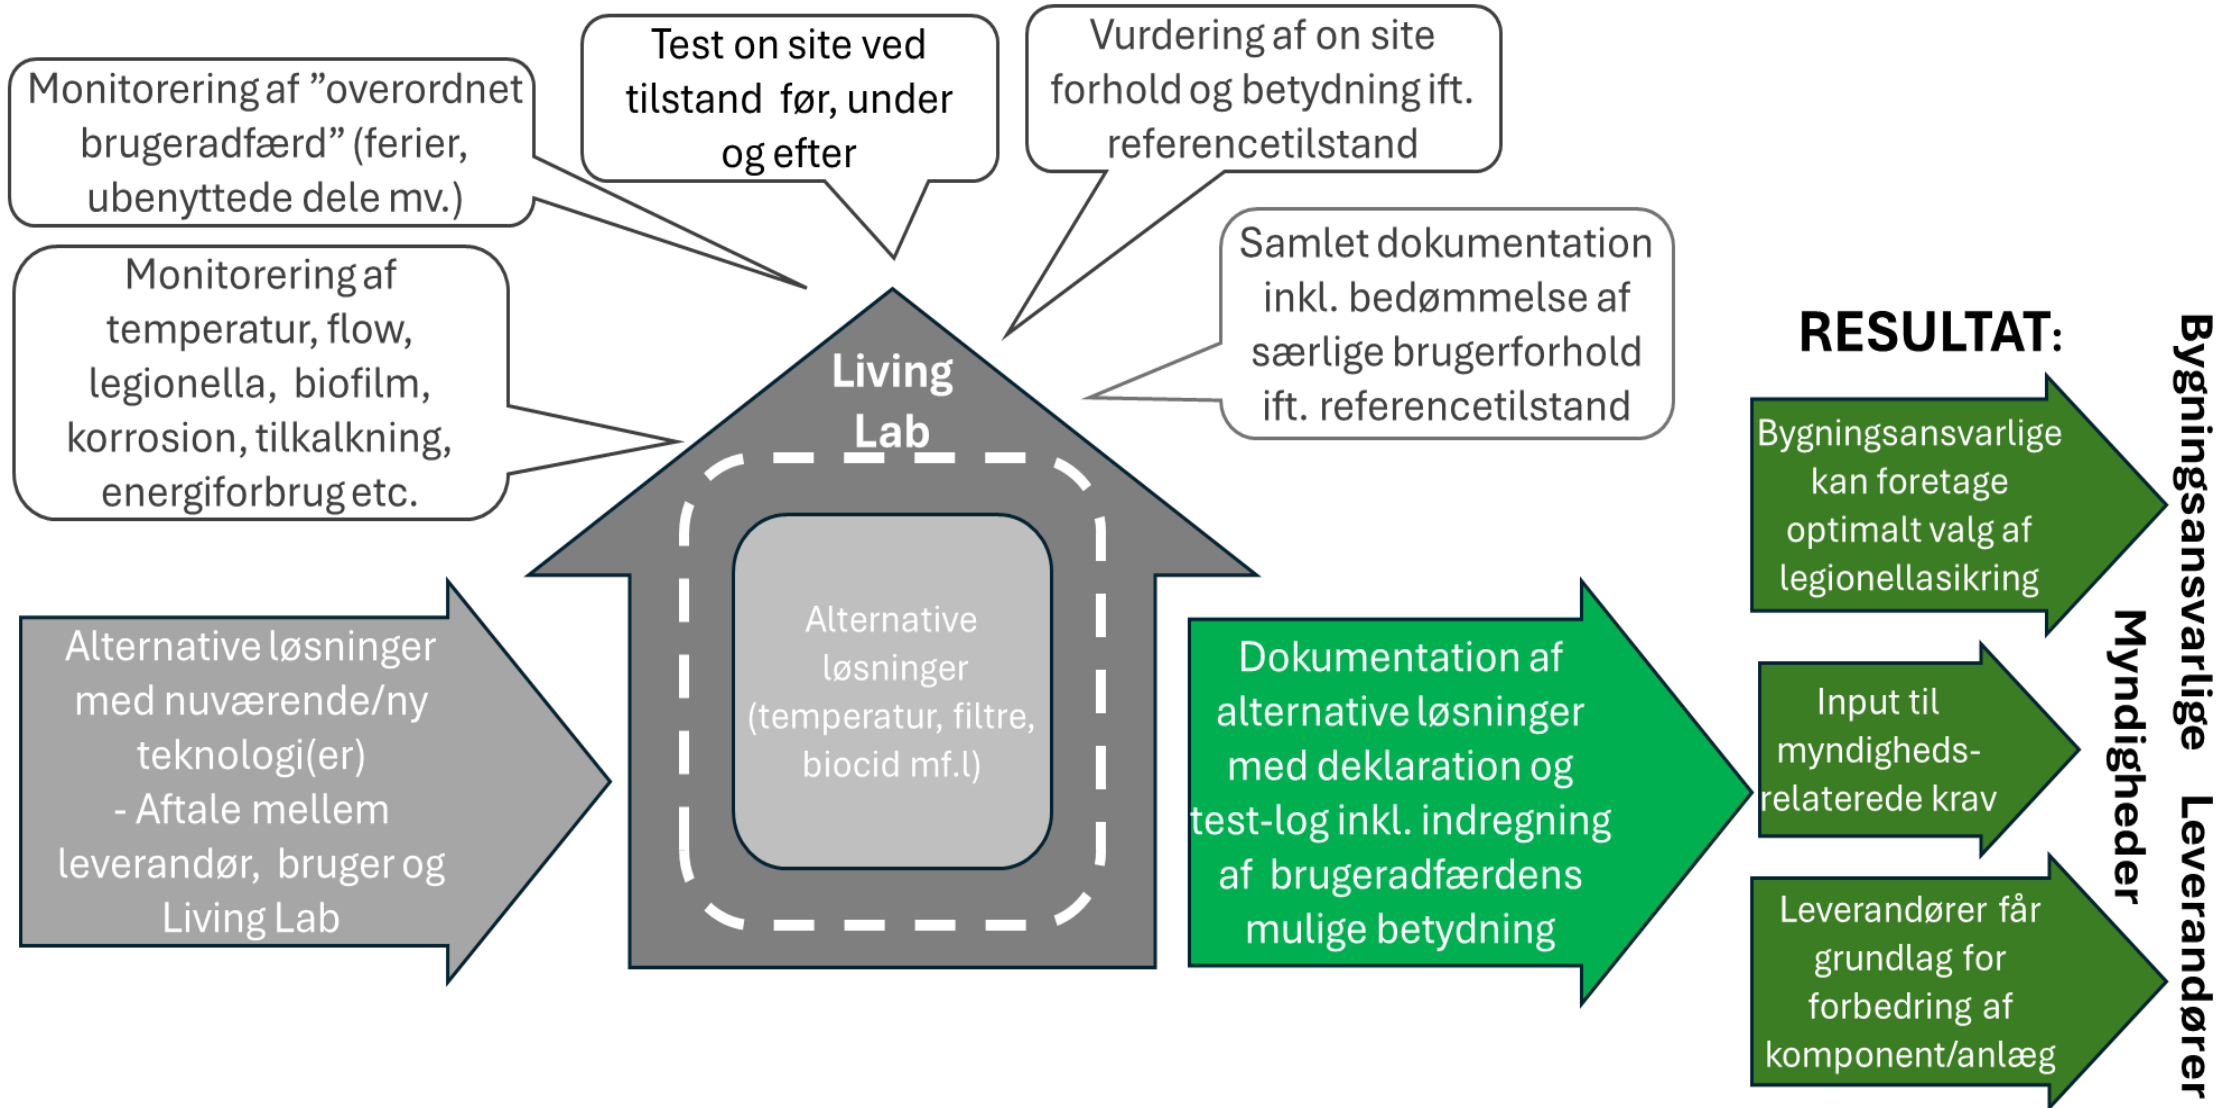 Monitorering af ”overordnet
brugeradfærd” (ferier,
ubenyttede dele mv.)
Test on site ved
tilstand før, under
og efter
Vurdering af on site
forhold og betydning ift.
referencetilstand
Monitorering af
temperatur, flow,
legionella, biofilm,
korrosion, tilkalkning,
energiforbrug etc.
Samlet dokumentation
inkl. bedømmelse af
særlige brugerforhold
ift. referencetilstand
Living
Lab
Alternative løsninger
med nuværende/ny
teknologi(er)
- Aftale mellem
leverandør, bruger og
Living Lab
Alternative
løsninger
(temperatur, filtre,
biocid mf.l)
Dokumentation af
alternative løsninger
med deklaration og
test-log inkl. indregning
af brugeradfærdens
mulige betydning
RESULTAT:
Bygningsansvarlige
kan foretage
optimalt valg af
legionellasikring
Input til
myndigheds-
relaterede krav
Leverandører får
grundlag for
forbedring af
komponent/anlæg
Bygningsansvarlige
Myndigheder
Leverandører